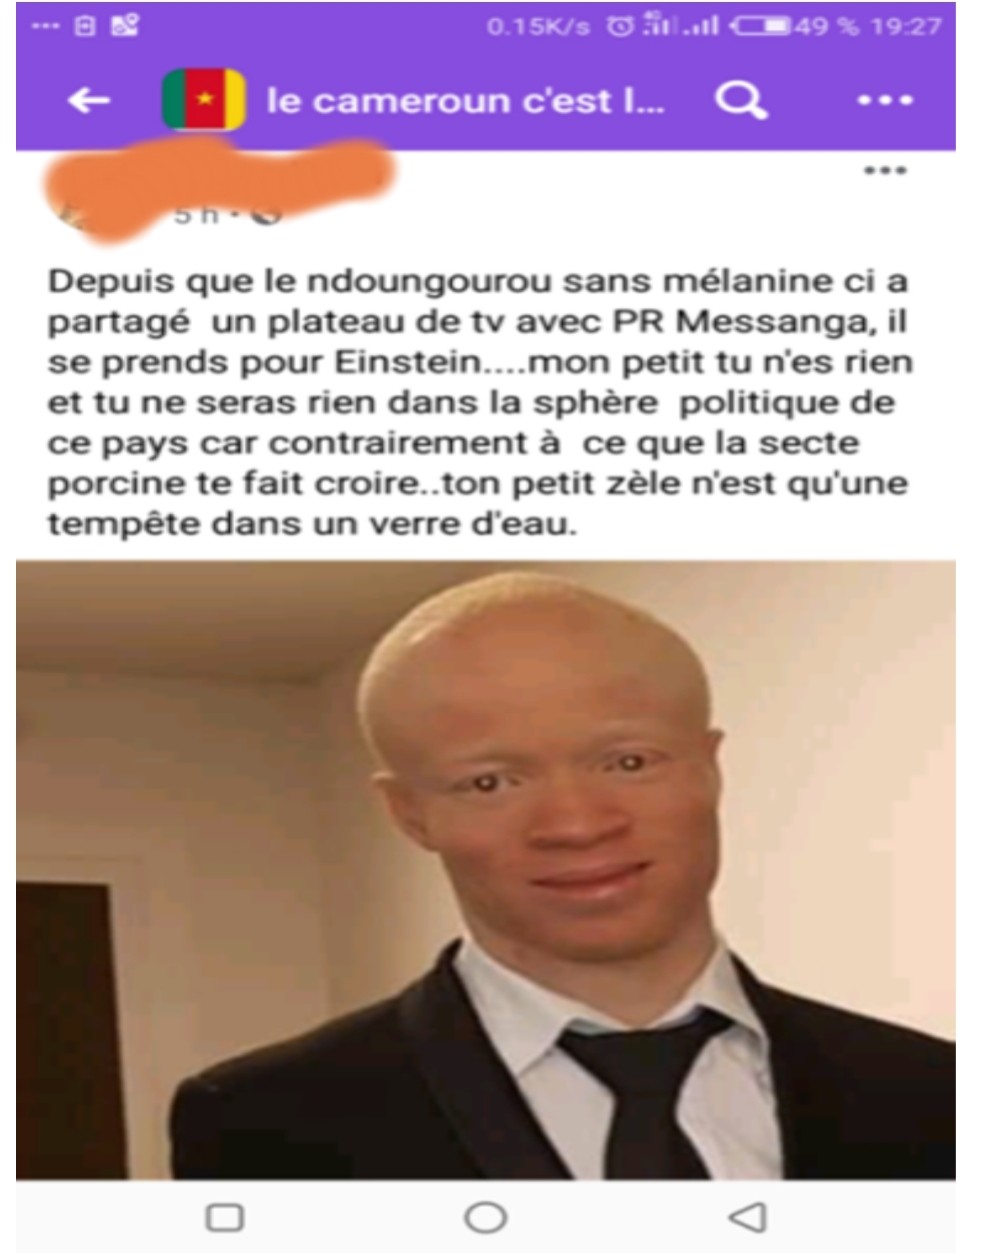 0.15K/s 4G 49 % 19:27
le cameroun c'est l...
5 h
Depuis que le ndoungourou sans mélanine ci a
partagé un plateau de tv avec PR Messanga, il
se prends pour Einstein....mon petit tu n'es rien
et tu ne seras rien dans la sphère politique de
ce pays car contrairement à ce que la secte
porcine te fait croire..ton petit zèle n'est qu'une
tempête dans un verre d'eau.